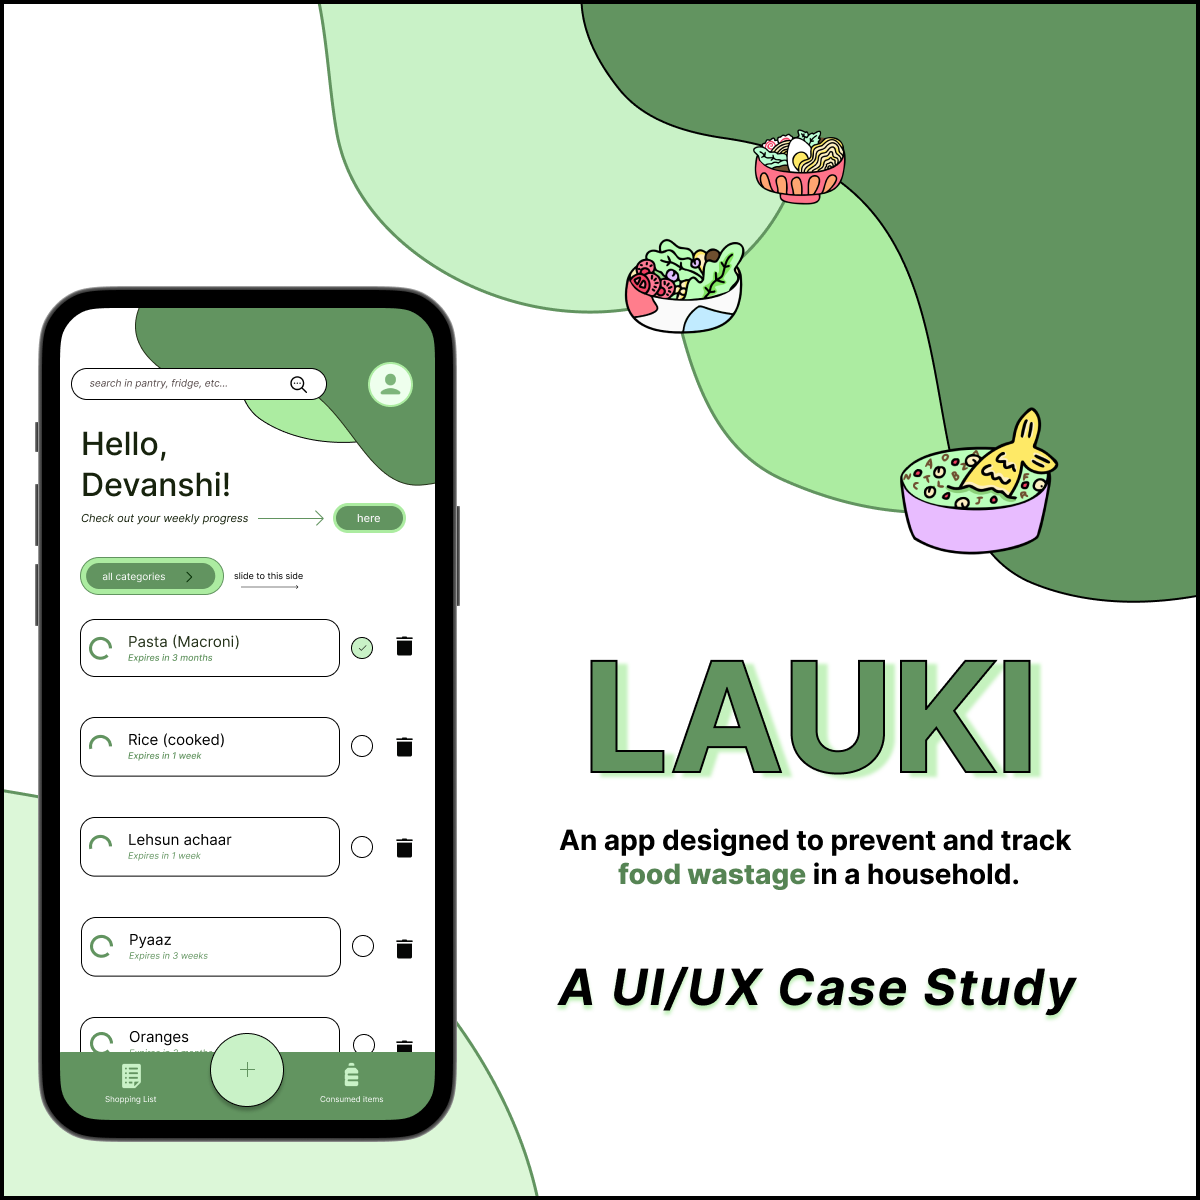 search in pantry, fridge, etc...
Hello,
Devanshi!
Check out your weekly progress
here
all categories
slide to this side
Pasta (Macroni)
Expires in 3 months
Rice (cooked)
Expires in 1 week
Lehsun achaar
Expires in 1 week
Pyaaz
Expires in 3 weeks
Oranges
Shopping List
+
Consumed items
LAUKI
An app designed to prevent and track
food wastage in a household.
A UI/UX Case Study